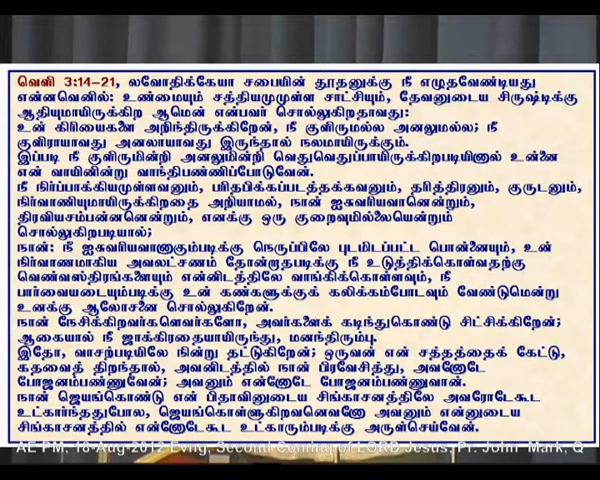 வெளி 3:14-21, லவோதிக்கேயா சபையின் தூதனுக்கு நீ எழுதவேண்டியது
என்னவெனில்: உண்மையும் சத்தியமுமுள்ள சாட்சியும், தேவனுடைய சிருஷ்டிக்கு
ஆதியுமாயிருக்கிற ஆமென் என்பவர் சொல்லுகிறதாவது:
உன் கிரியைகளை அறிந்திருக்கிறேன், நீ குளிருமல்ல அனலுமல்ல; நீ
குளிராயாவது அனலாயாவது இருந்தால் நலமாயிருக்கும்.
இப்படி நீ குளிருமின்றி அனலுமின்றி வெதுவெதுப்பாயிருக்கிறபடியினால் உன்னை
என் வாயினின்று வாந்திபண்ணிப்போடுவேன்.
நீ நிர்ப்பாக்கியமுள்ளவனும், பரிதபிக்கப்படத்தக்கவனும், தரித்திரனும், குருடனும்,
நிர்வாணியுமாயிருக்கிறதை அறியாமல், நான் ஐசுவரியவானென்றும்,
திரவியசம்பன்னனென்றும், எனக்கு ஒரு குறைவுமில்லையென்றும்
சொல்லுகிறபடியால்;
நான்: நீ ஐசுவரியவானாகும்படிக்கு நெருப்பிலே புடமிடப்பட்ட பொன்னையும், உன்
நிர்வாணமாகிய அவலட்சணம் தோன்றாதபடிக்கு நீ உடுத்திக்கொள்வதற்கு
வெண்வஸ்திரங்களையும் என்னிடத்திலே வாங்கிக்கொள்ளவும், நீ
பார்வையடையும்படிக்கு உன் கண்களுக்குக் கலிக்கம்போடவும் வேண்டுமென்று
உனக்கு ஆலோசனை சொல்லுகிறேன்.
நான் நேசிக்கிறவர்களெவர்களோ, அவர்களைக் கடிந்துகொண்டு சிட்சிக்கிறேன்;
ஆகையால் நீ ஜாக்கிரதையாயிருந்து, மனந்திரும்பு.
இதோ, வாசற்படியிலே நின்று தட்டுகிறேன்; ஒருவன் என் சத்தத்தைக் கேட்டு,
கதவைத் திறந்தால், அவனிடத்தில் நான் பிரவேசித்து, அவனோடே
போஜனம்பண்ணுவேன்; அவனும் என்னோடே போஜனம்பண்ணுவான்.
நான் ஜெயங்கொண்டு என் பிதாவினுடைய சிங்காசனத்திலே அவரோடேகூட
உட்கார்ந்ததுபோல, ஜெயங்கொள்ளுகிறவனெவனோ அவனும் என்னுடைய
சிங்காசனத்தில் என்னோடேகூட உட்காரும்படிக்கு அருள்செய்வேன்.
AE PM, 18-Aug-2012 Evng, Second Coming of LORD Jesus, Pr. John Mark, Q